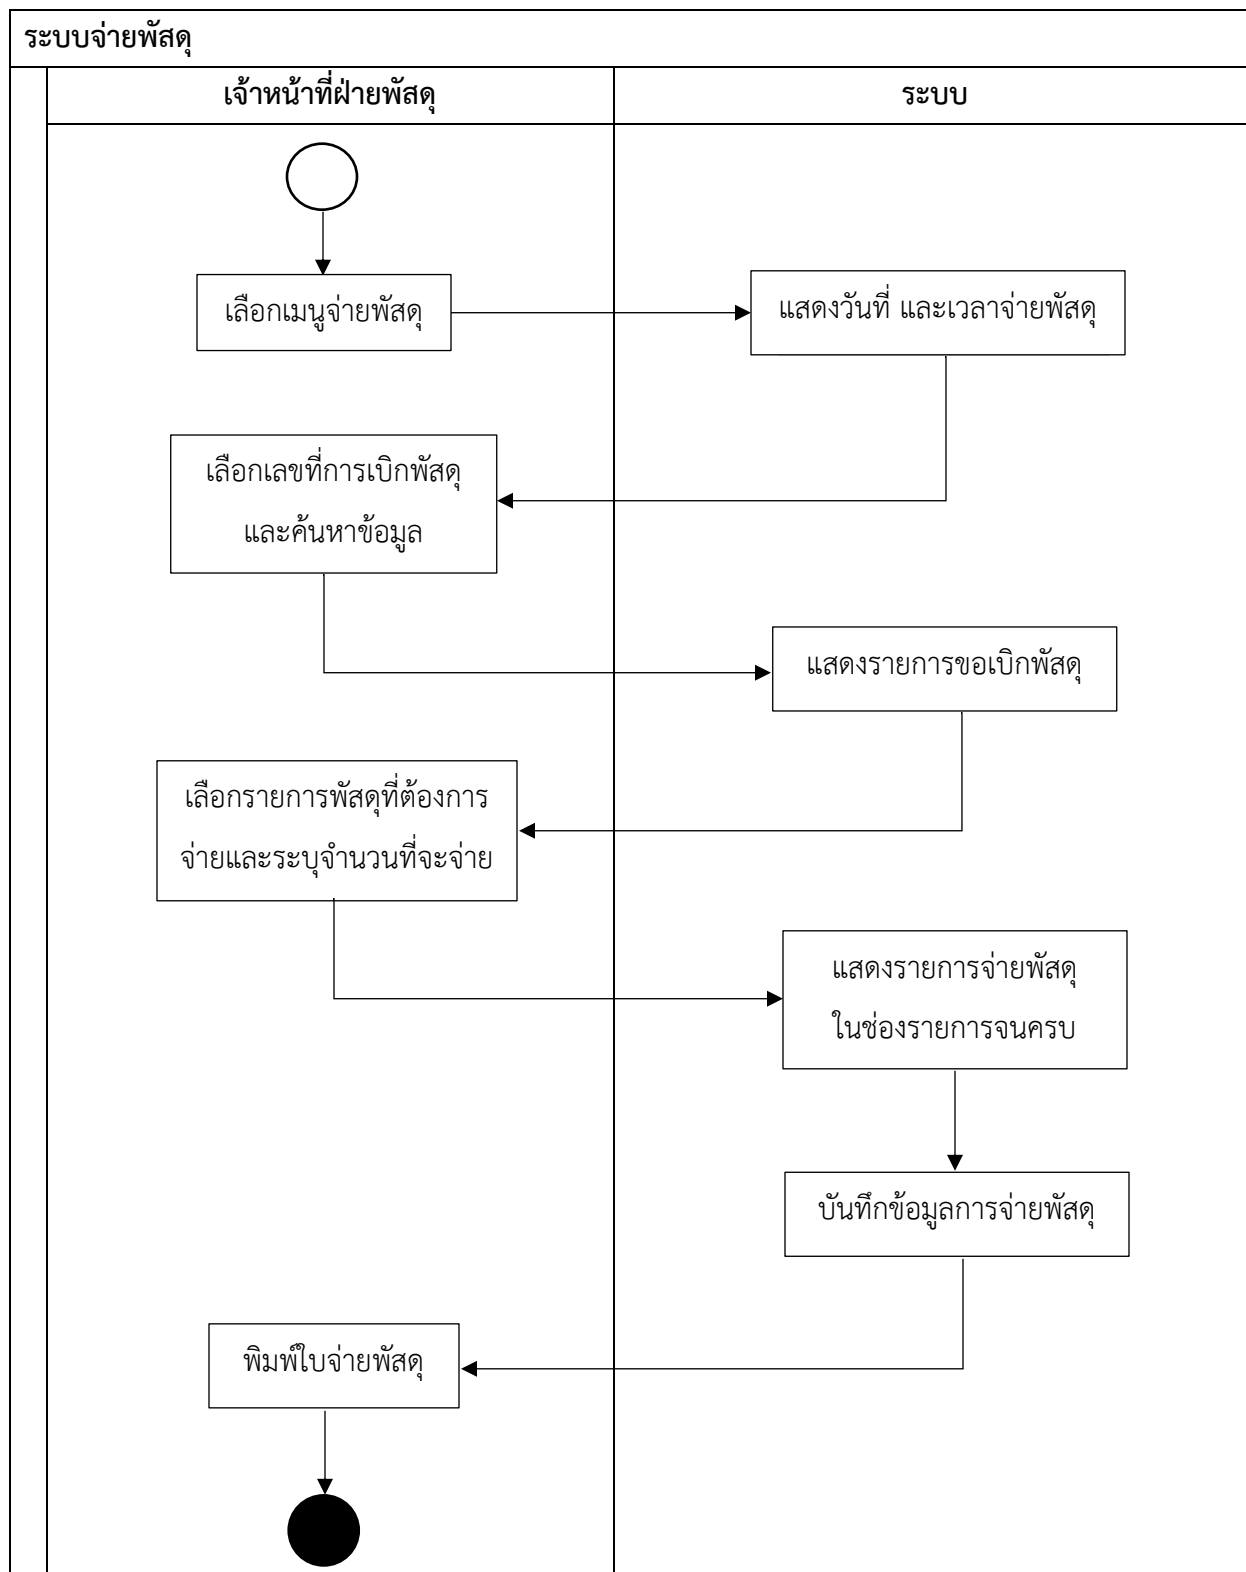 ระบบจ่ายพัสดุ
เจ้าหน้าที่ฝ่ายพัสดุ
ระบบ
เลือกเมนูจ่ายพัสดุ
แสดงวันที่ และเวลาจ่ายพัสดุ
เลือกเลขที่การเบิกพัสดุ
และค้นหาข้อมูล
แสดงรายการขอเบิกพัสดุ
เลือกรายการพัสดุที่ต้องการ
จ่ายและระบุจำนวนที่จะจ่าย
แสดงรายการจ่ายพัสดุ
ในช่องรายการจนครบ
บันทึกข้อมูลการจ่ายพัสดุ
พิมพ์ใบจ่ายพัสดุ